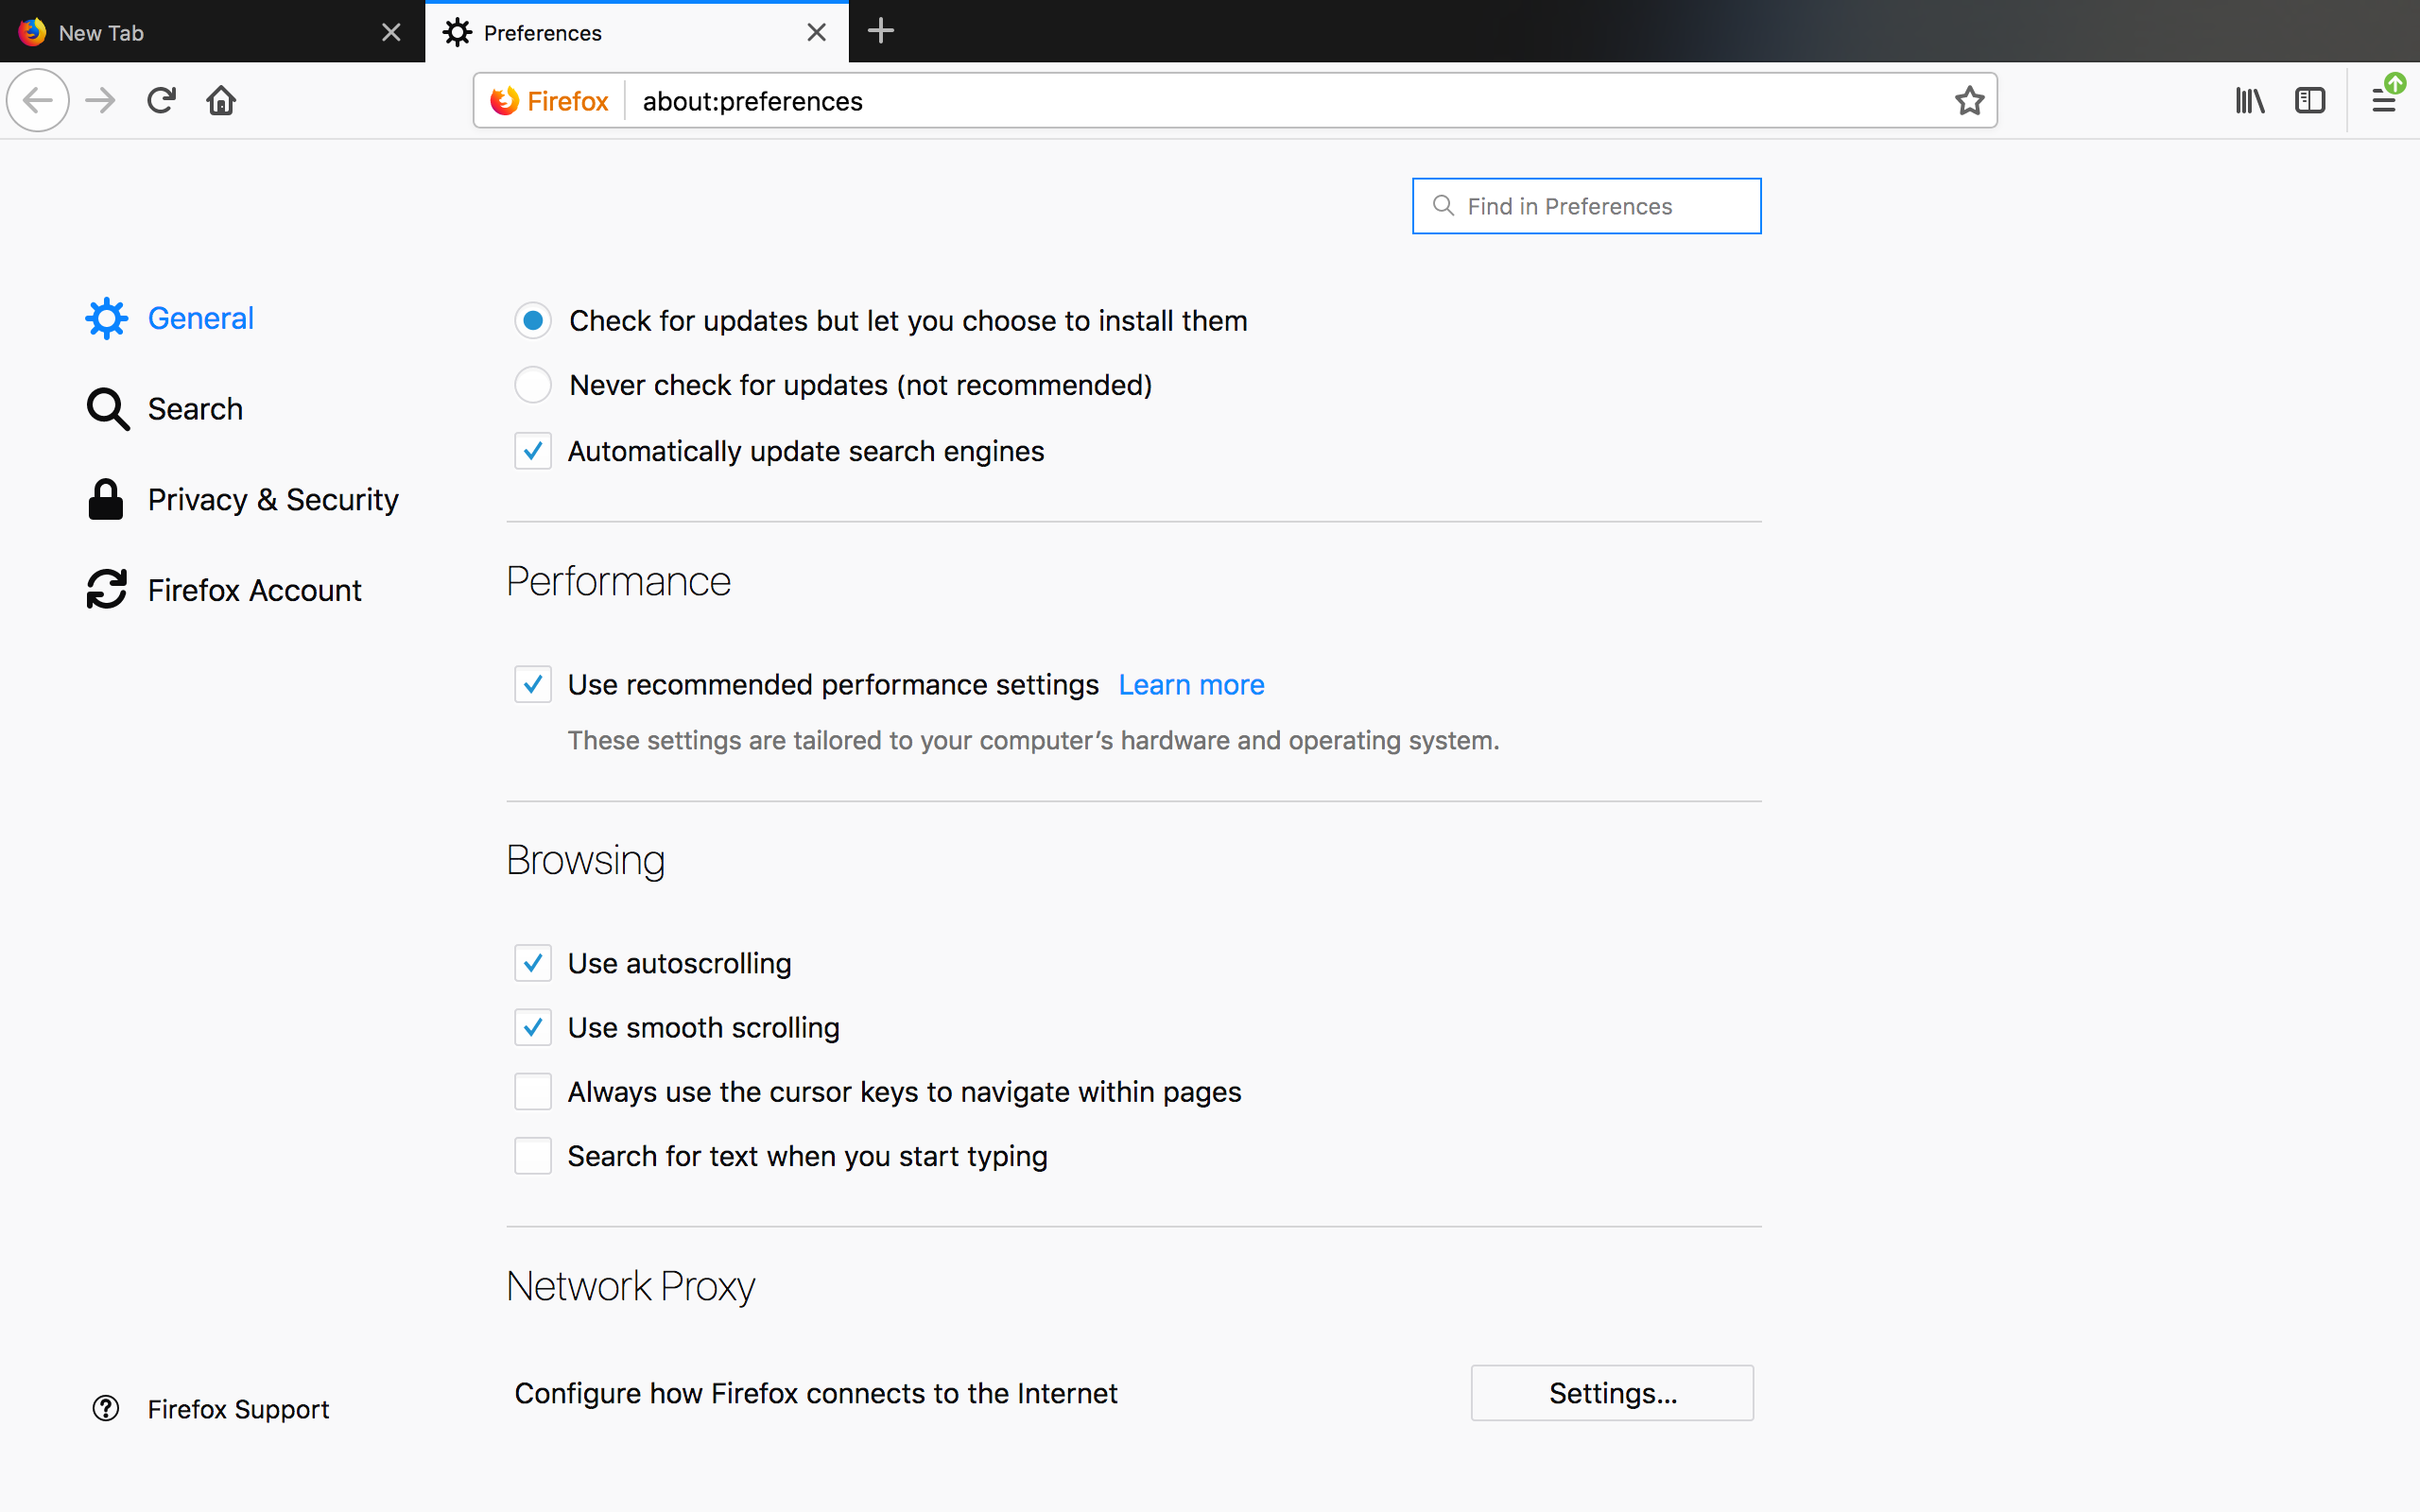 New Tab
Preferences
Firefox
about:preferences
Find in Preferences
General
Search
Privacy & Security
Firefox Account
Firefox Support
Check for updates but let you choose to install them
Never check for updates (not recommended)
Automatically update search engines
Performance
Use recommended performance settings Learn more
These settings are tailored to your computer’s hardware and operating system.
Browsing
Use autoscrolling
Use smooth scrolling
Always use the cursor keys to navigate within pages
Search for text when you start typing
Network Proxy
Configure how Firefox connects to the Internet
Settings...